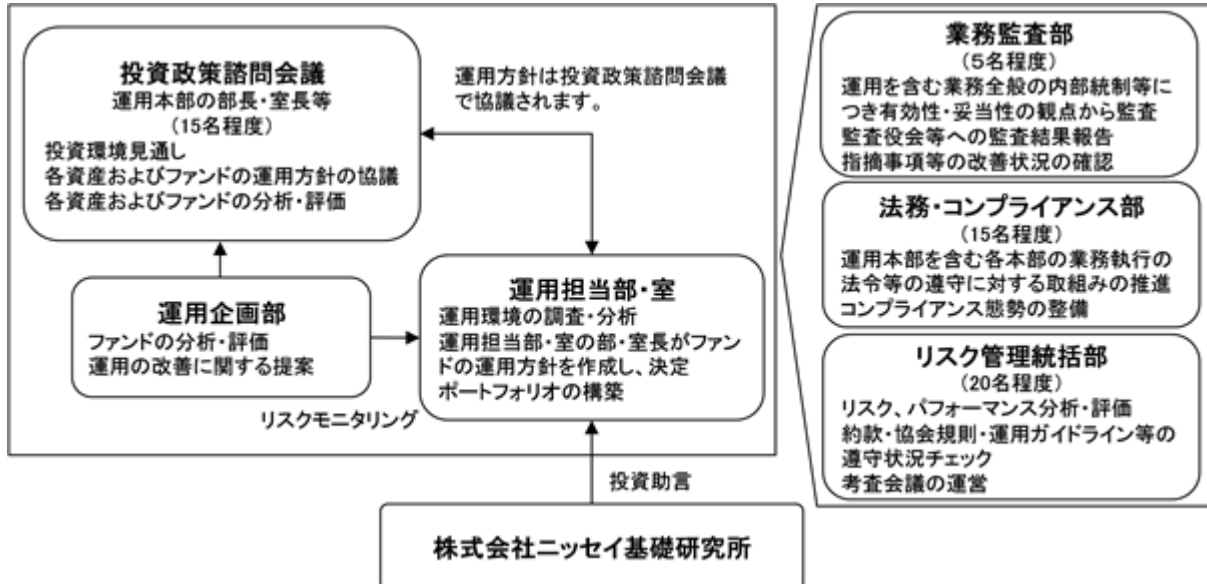 投資政策諮問会議
運用本部の部長・室長等
(15名程度)
投資環境見通し
各資産およびファンドの運用方針の協議
各資産およびファンドの分析・評価
運用方針は投資政策諮問会議
で協議されます。
運用企画部
ファンドの分析・評価
運用の改善に関する提案
リスクモニタリング
運用担当部・室
運用環境の調査・分析
運用担当部・室の部・室長がファン
ドの運用方針を作成し、決定
ポートフォリオの構築
投資助言
株式会社ニッセイ基礎研究所
業務監査部
(5名程度)
運用を含む業務全般の内部統制等に
つき有効性・妥当性の観点から監査
監査役会等への監査結果報告
指摘事項等の改善状況の確認
法務・コンプライアンス部
(15名程度)
運用本部を含む各本部の業務執行の
法令等の遵守に対する取組みの推進
コンプライアンス態勢の整備
リスク管理統括部
(20名程度)
リスク、パフォーマンス分析・評価
約款・協会規則・運用ガイドライン等の
遵守状況チェック
考査会議の運営